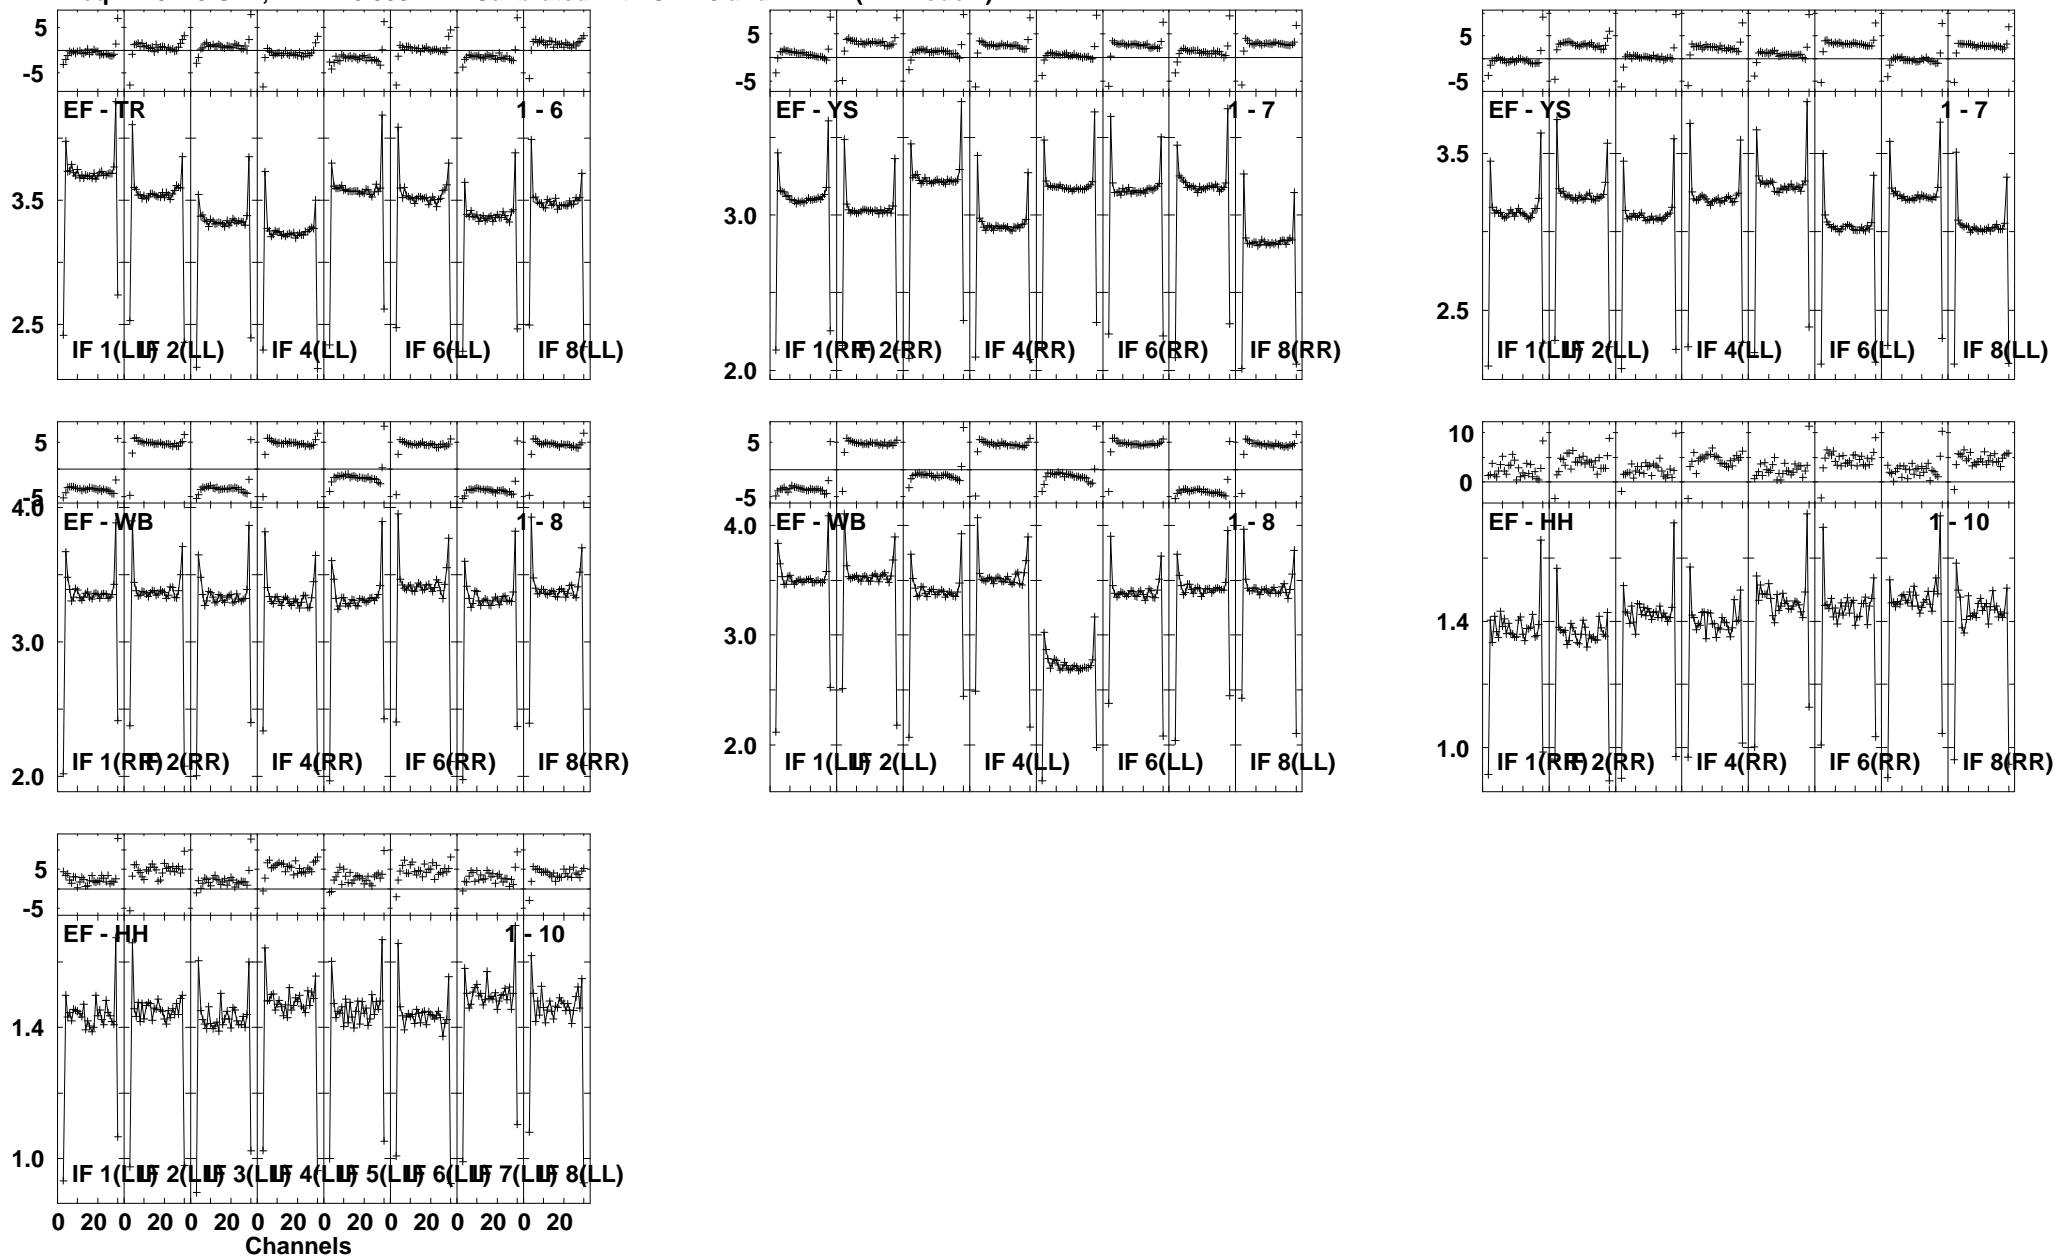 5
-5
EF - TR 1 - 6
3.5
2.5
IF 1(LL) IF 2(LL) IF 4(LL) IF 6(LL) IF 8(LL)
5
-5
EF - YS 1 - 7
3.0
2.0
IF 1(RR) IF 2(RR) IF 4(RR) IF 6(RR) IF 8(RR)
5
-5
EF - YS 1 - 7
3.5
2.5
IF 1(LL) IF 2(LL) IF 4(LL) IF 6(LL) IF 8(LL)
5
-5
4.0
EF - WB 1 - 8
3.0
2.0
IF 1(RR) IF 2(RR) IF 4(RR) IF 6(RR) IF 8(RR)
5
-5
EF - WB 1 - 8
4.0
3.0
2.0
IF 1(LL) IF 2(LL) IF 4(LL) IF 6(LL) IF 8(LL)
10
0
EF - HH 1 - 10
1.4
1.0
IF 1(RR) IF 2(RR) IF 4(RR) IF 6(RR) IF 8(RR)
5
-5
EF - HH 1 - 10
1.4
1.0
IF 1(LL) IF 2(LL) IF 3(LL) IF 4(LL) IF 5(LL) IF 6(LL) IF 7(LL) IF 8(LL)
0 20 0 20 0 20 0 20 0 20 0 20 0 20 0 20
Channels